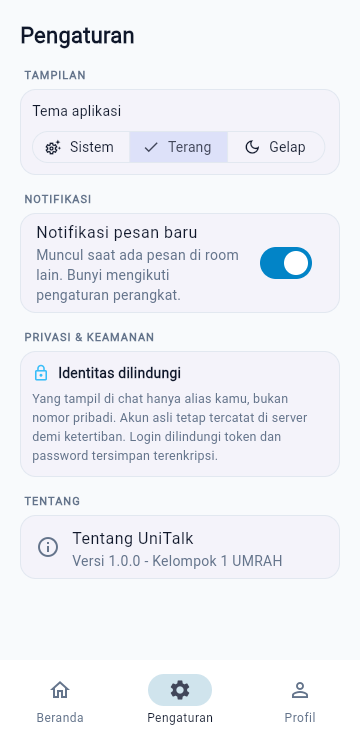 Pengaturan
TAMPILAN
Tema aplikasi
Sistem Terang Gelap
NOTIFIKASI
Notifikasi pesan baru
Muncul saat ada pesan di room
lain. Bunyi mengikuti
pengaturan perangkat.
PRIVASI & KEAMANAN
Identitas dilindungi
Yang tampil di chat hanya alias kamu, bukan
nomor pribadi. Akun asli tetap tercatat di server
demi ketertiban. Login dilindungi token dan
password tersimpan terenkripsi.
TENTANG
Tentang UniTalk
Versi 1.0.0 - Kelompok 1 UMRAH
Beranda Pengaturan Profil